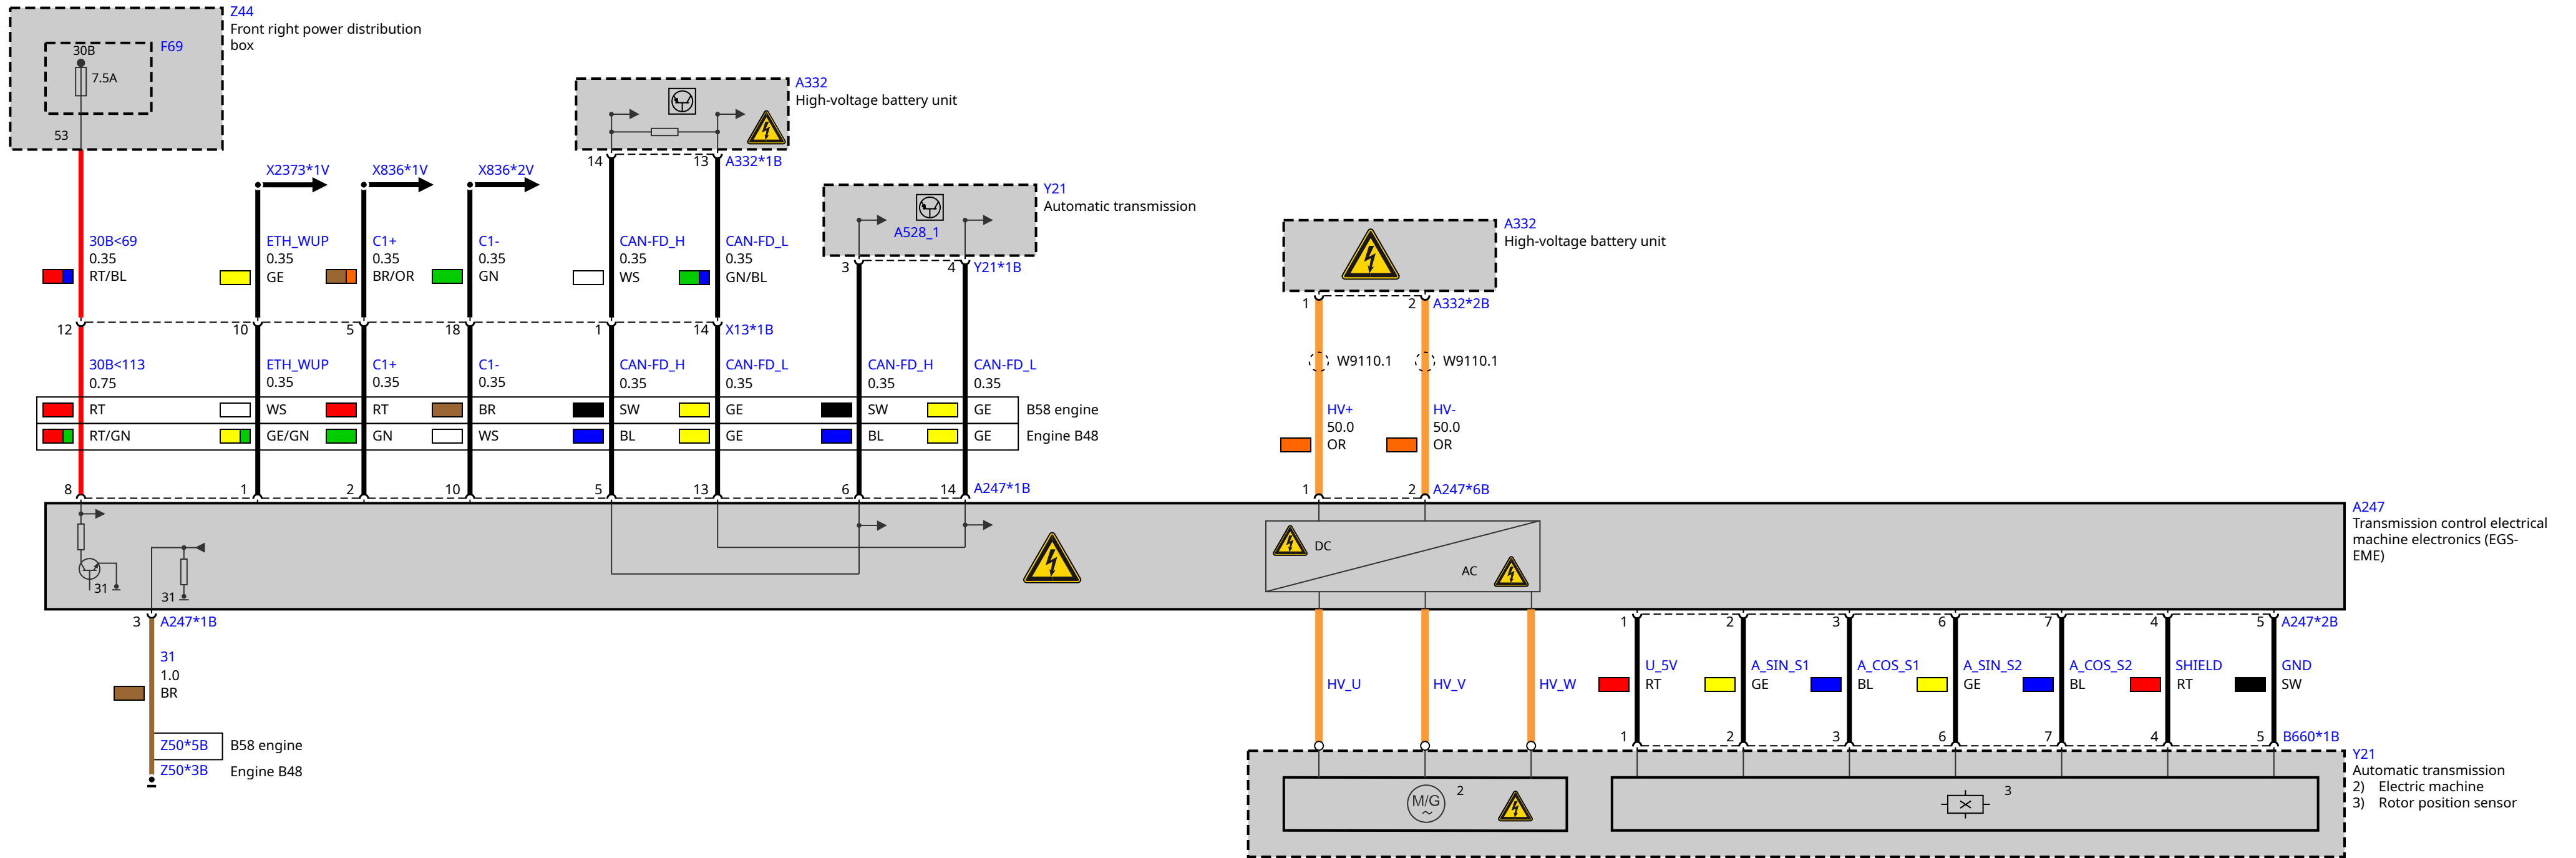 Z44
Front right power distribution
box
30B
F69
7.5A
53
A332
High-voltage battery unit
X2373*1V
X836*1V
X836*2V
14
13
A332*1B
Y21
Automatic transmission
A528_1
A332
High-voltage battery unit
30B<69
0.35
RT/BL
ETH_WUP
0.35
GE
C1+
0.35
BR/OR
C1-
0.35
GN
CAN-FD_H
0.35
WS
CAN-FD_L
0.35
GN/BL
3
4
Y21*1B
1
2
A332*2B
12
10
5
18
1
14
X13*1B
W9110.1
W9110.1
30B<113
0.75
ETH_WUP
0.35
C1+
0.35
C1-
0.35
CAN-FD_H
0.35
CAN-FD_L
0.35
CAN-FD_H
0.35
CAN-FD_L
0.35
RT
WS
RT
BR
SW
GE
SW
GE
B58 engine
RT/GN
GE/GN
GN
WS
BL
GE
BL
GE
Engine B48
HV+
50.0
OR
HV-
50.0
OR
8
1
2
10
5
13
6
14
A247*1B
1
2
A247*6B
A247
Transmission control electrical
machine electronics (EGS-
EME)
DC
AC
31
31
3
A247*1B
31
1.0
BR
Z50*5B
B58 engine
Z50*3B
Engine B48
1
2
3
6
7
4
5
A247*2B
HV_U
HV_V
HV_W
U_5V
RT
A_SIN_S1
GE
A_COS_S1
BL
A_SIN_S2
GE
A_COS_S2
BL
SHIELD
RT
GND
SW
1
2
3
6
7
4
5
B660*1B
Y21
Automatic transmission
2) Electric machine
3) Rotor position sensor
M/G
~
2
3